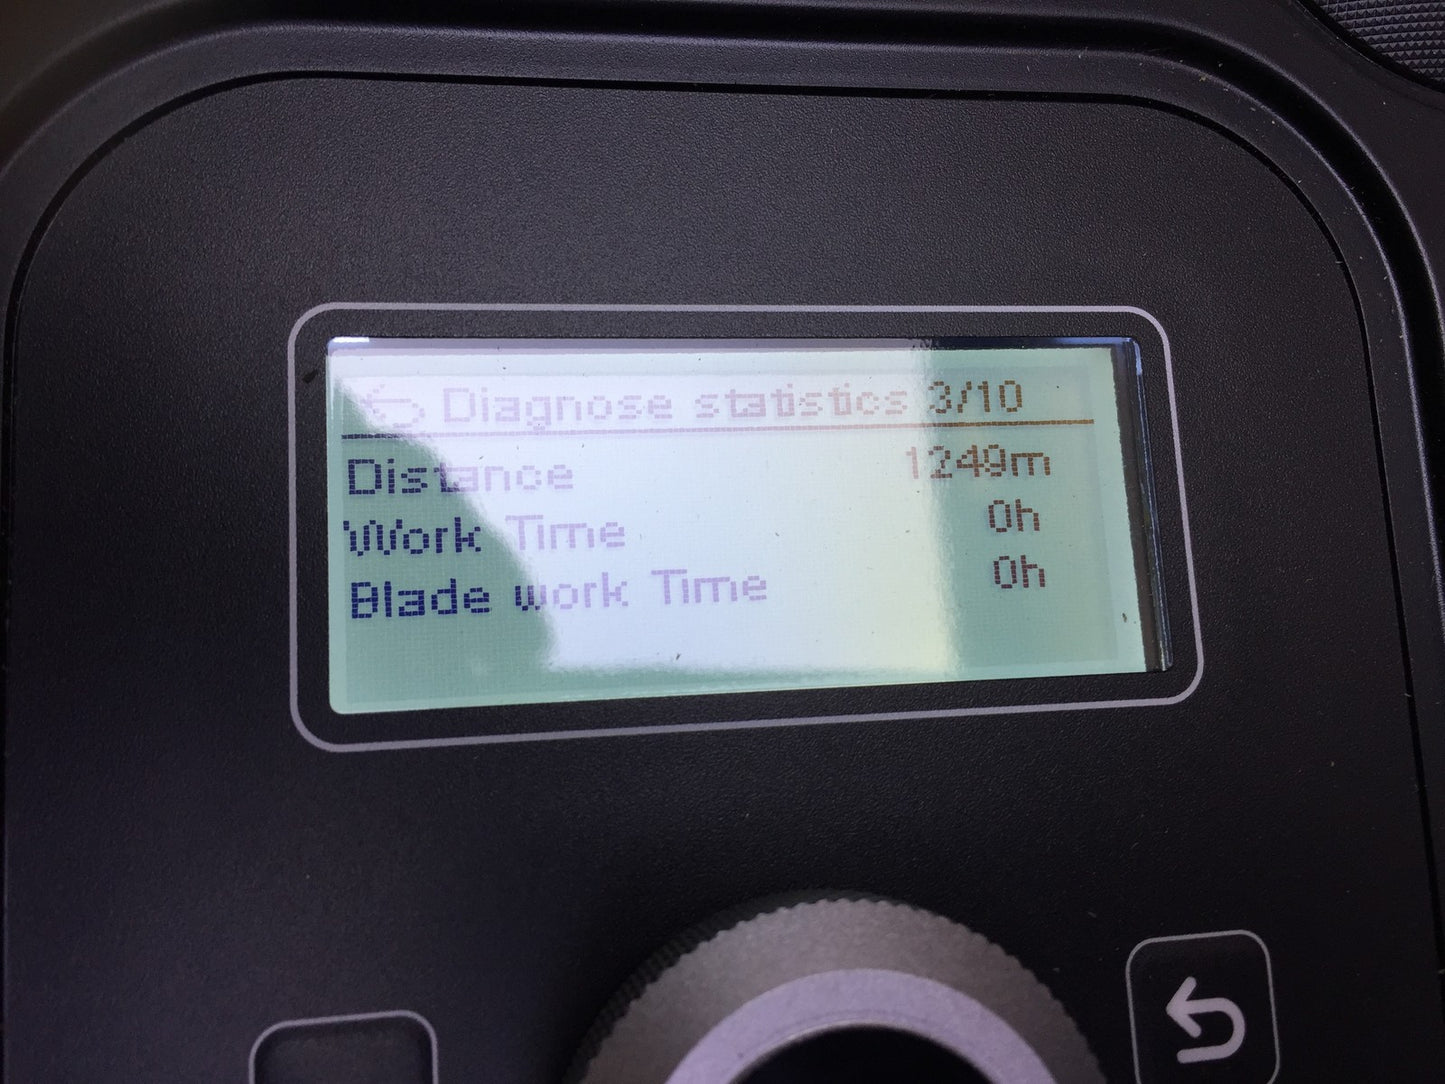 Diagnose statistics 3/10
Distance 1249m
Work Time 0h
Blade work Time 0h